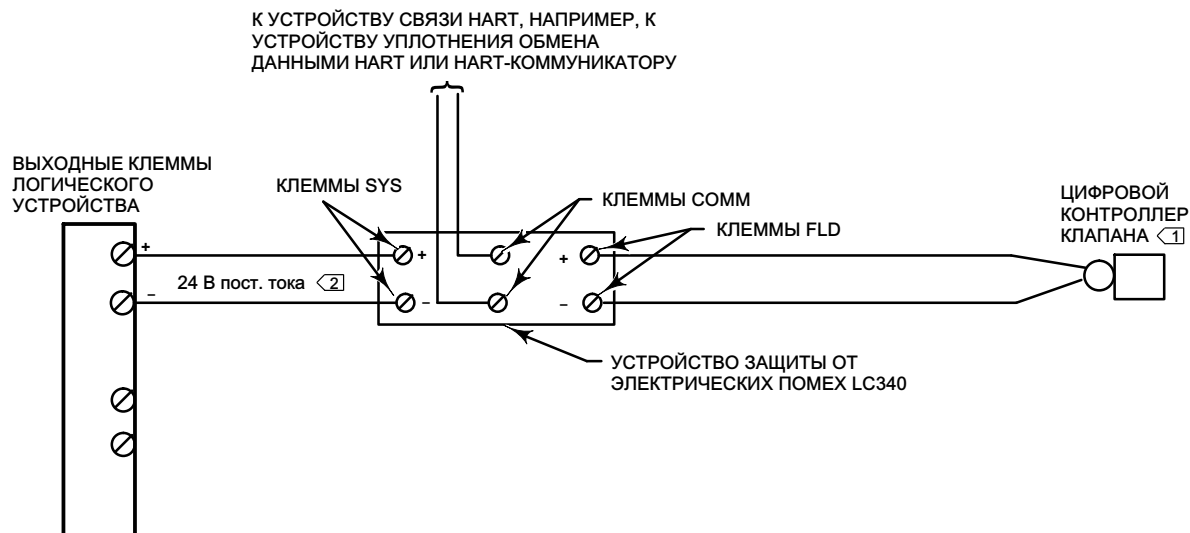 К УСТРОЙСТВУ СВЯЗИ HART, НАПРИМЕР, К
УСТРОЙСТВУ УПЛОТНЕНИЯ ОБМЕНА
ДАННЫМИ HART ИЛИ HART-КОММУНИКАТОРУ
ВЫХОДНЫЕ КЛЕММЫ
ЛОГИЧЕСКОГО
УСТРОЙСТВА
КЛЕММЫ SYS
КЛЕММЫ COMM
КЛЕММЫ FLD
ЦИФРОВОЙ
КОНТРОЛЛЕР
КЛАПАНА 1
+ + +
24 В пост. тока 2
− − −
УСТРОЙСТВО ЗАЩИТЫ ОТ
ЭЛЕКТРИЧЕСКИХ ПОМЕХ LC340